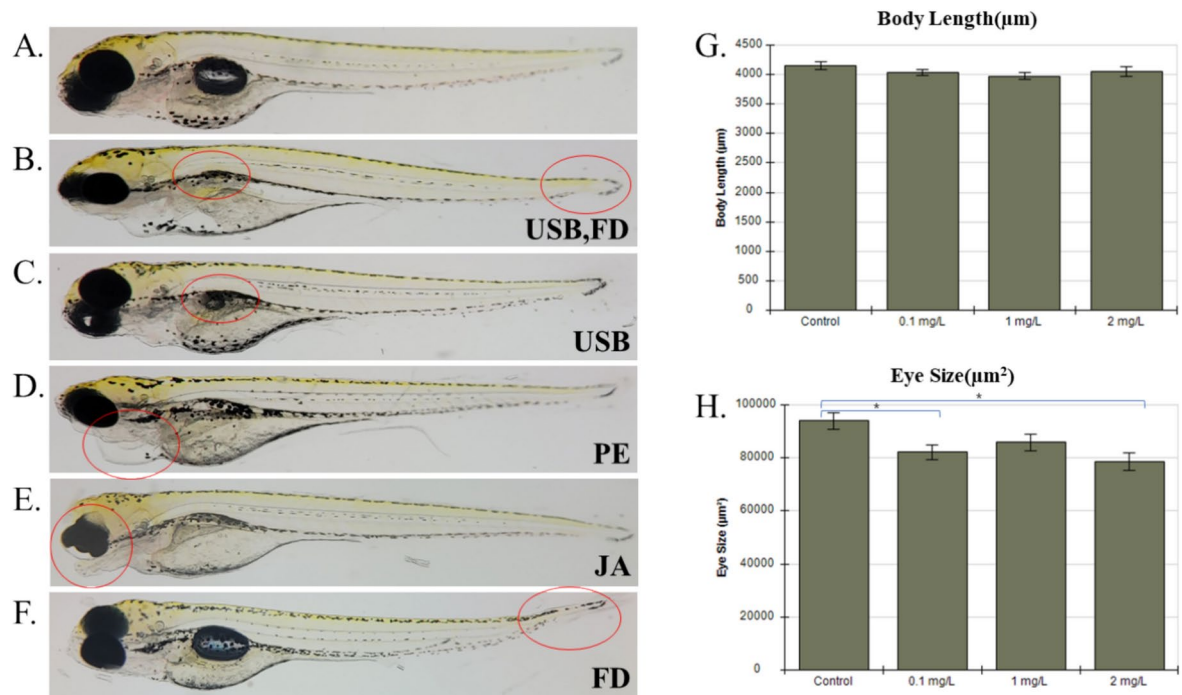 A.
B.
USB,FD
C.
USB
D.
PE
E.
JA
F.
FD
G.
Body Length(µm)
Body Length (µm)
4500
4000
3500
3000
2500
2000
1500
1000
500
0
Control 0.1 mg/L 1 mg/L 2 mg/L
H.
Eye Size(µm²)
Eye Size (µm²)
100000
80000
60000
40000
20000
0
* *
Control 0.1 mg/L 1 mg/L 2 mg/L